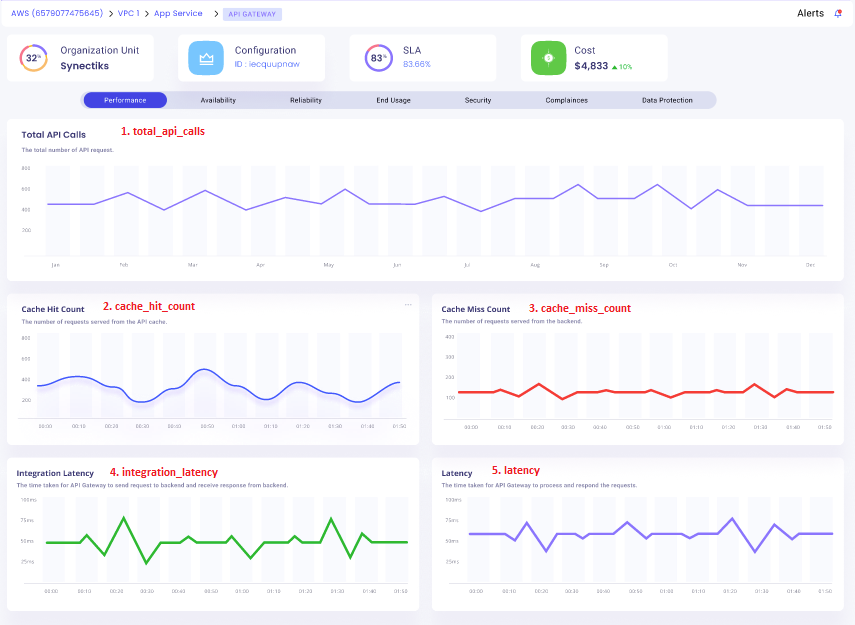 AWS (6579077475645) > VPC 1 > App Service > API GATEWAY
Alerts
32%
Organization Unit
Synectiks
Configuration
ID : iecquupnaw
83%
SLA
83.66%
Cost
$4,833 ▲10%
Performance Availability Reliability End Usage Security Complainces Data Protection
Total API Calls 1. total_api_calls
The total number of API request.
800
600
400
200
Jan Feb Mar Apr May Jun Jul Aug Sep Oct Nov Dec
Cache Hit Count 2. cache_hit_count ...
The number of requests served from the API cache.
800
600
400
200
00:00 00:10 00:20 00:30 00:40 00:50 01:00 01:10 01:20 01:30 01:40 01:50
Cache Miss Count 3. cache_miss_count
The number of requests served from the backend.
400
300
200
100
00:00 00:10 00:20 00:30 00:40 00:50 01:00 01:10 01:20 01:30 01:40 01:50
Integration Latency 4. integration_latency
The time taken for API Gateway to send request to backend and receive response from backend.
100ms
75ms
50ms
25ms
00:00 00:10 00:20 00:30 00:40 00:50 01:00 01:10 01:20 01:30 01:40 01:50
Latency 5. latency
The time taken for API Gateway to process and respond the requests.
100ms
75ms
50ms
25ms
00:00 00:10 00:20 00:30 00:40 00:50 01:00 01:10 01:20 01:30 01:40 01:50